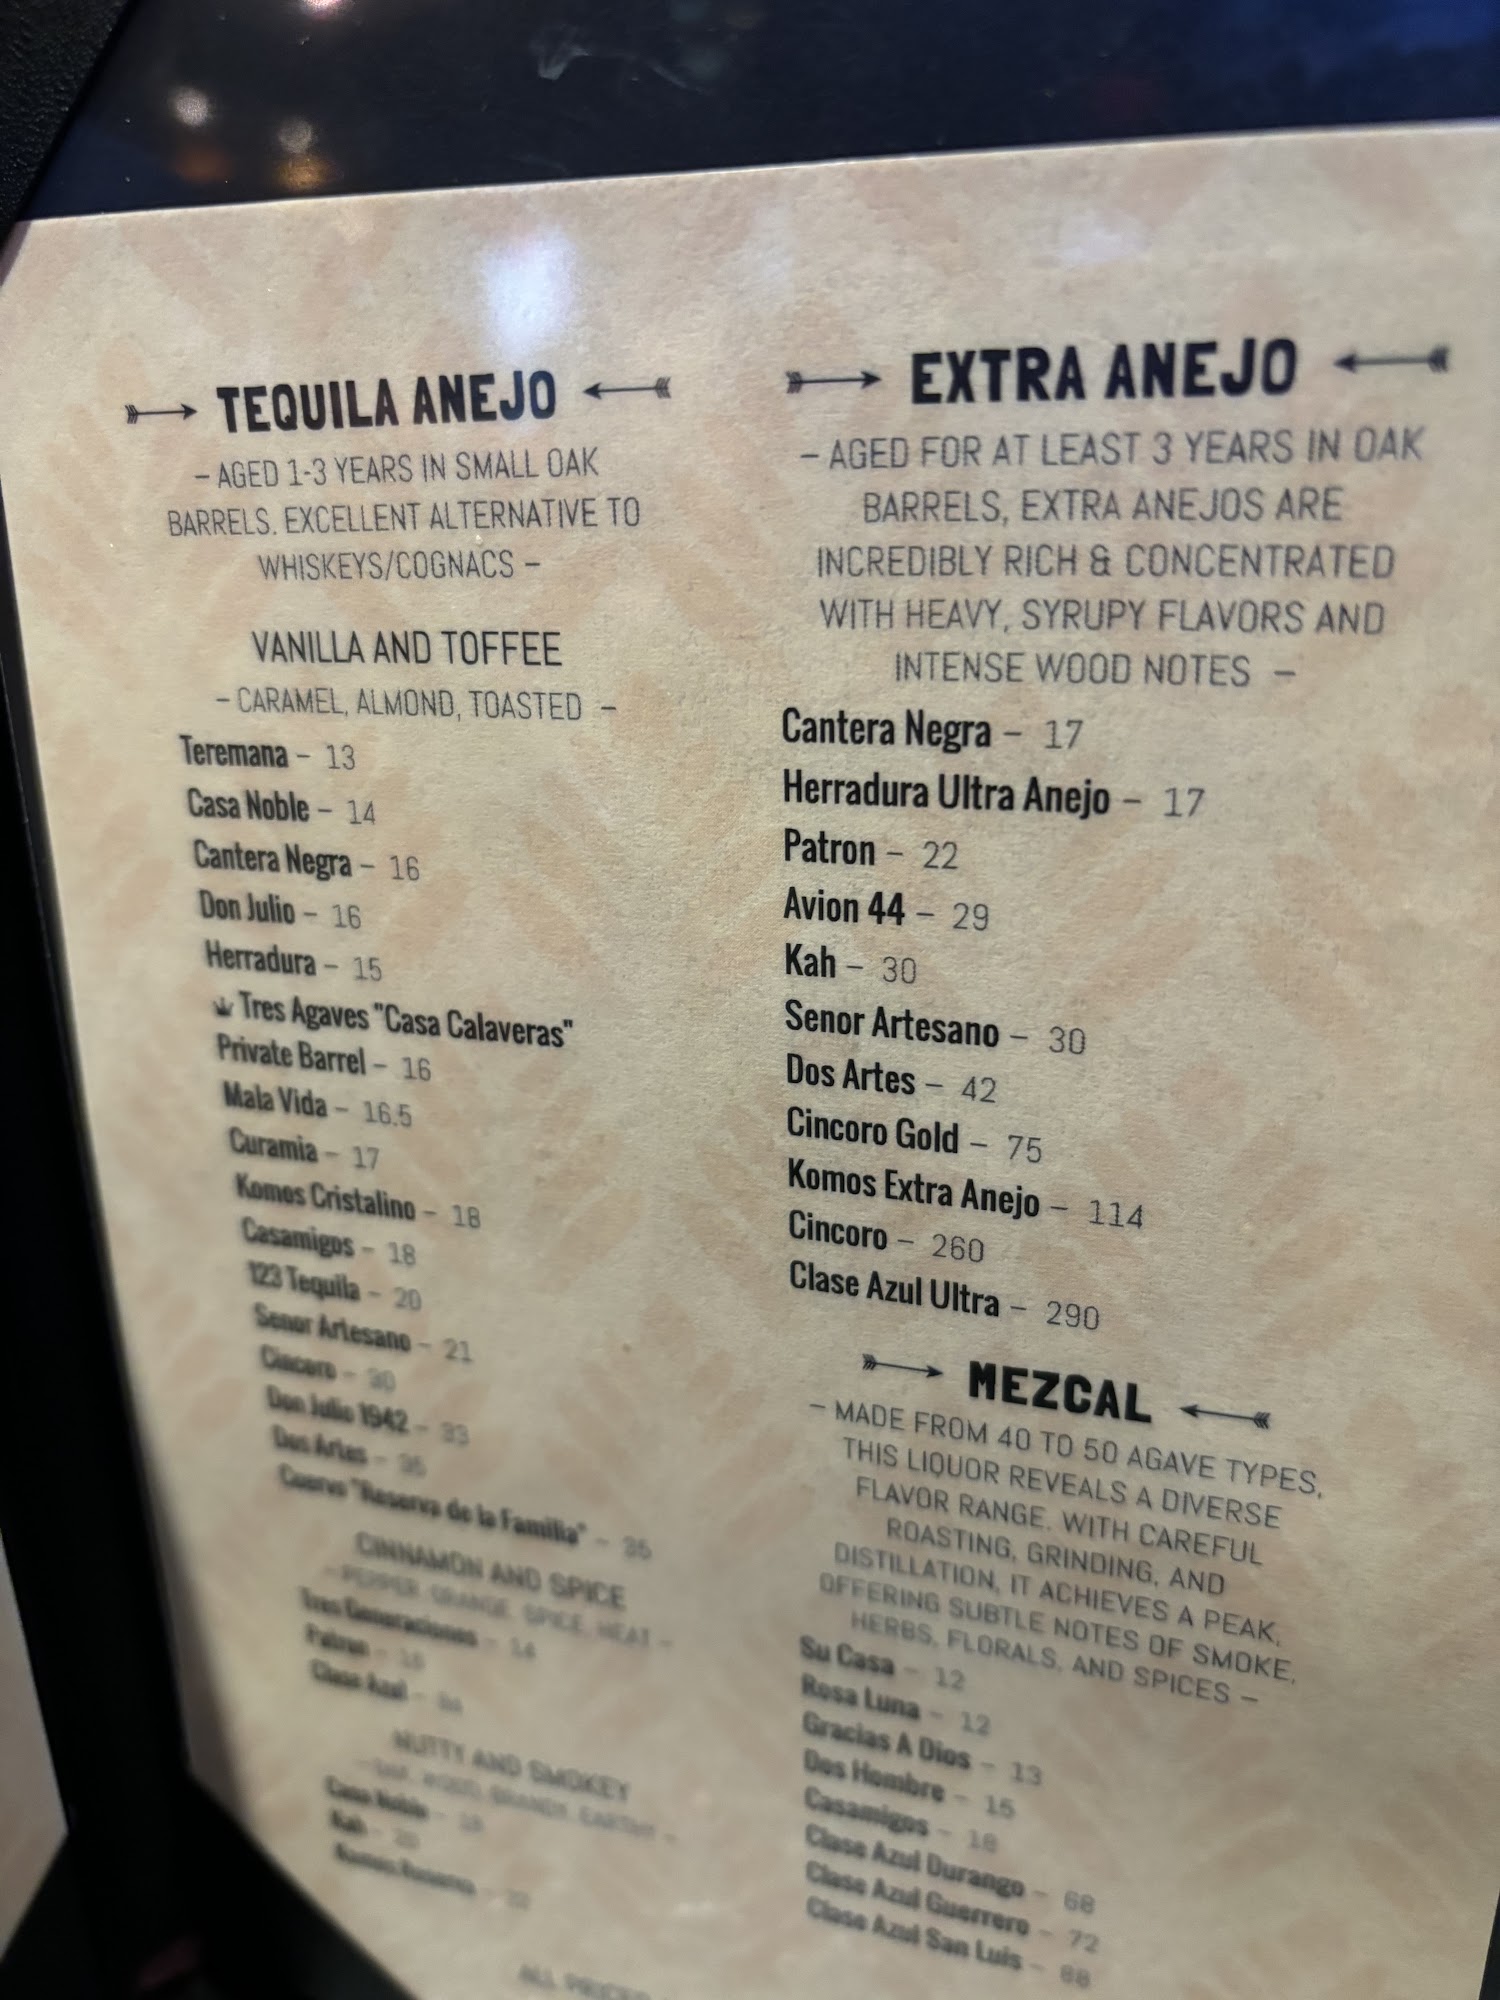 TEQUILA ANEJO
– AGED 1-3 YEARS IN SMALL OAK
BARRELS. EXCELLENT ALTERNATIVE TO
WHISKEYS/COGNACS –
VANILLA AND TOFFEE
– CARAMEL, ALMOND, TOASTED –
Teremana – 13
Casa Noble – 14
Cantera Negra – 16
Don Julio – 16
Herradura – 15
Tres Agaves "Casa Calaveras"
Private Barrel – 16
Mala Vida – 16.5
Curamia – 17
Komos Cristalino – 18
Casamigos – 18
123 Tequila – 20
Senor Artesano – 21
Cincoro – 30
Don Julio 1942 – 33
Dos Artes –
Cuervo "Reserva de la Familia" – 35
CINNAMON AND SPICE
– PEPPER, ORANGE, SPICE, HEAT –
Tres Generaciones – 14
Patron –
Clase Azul –
NUTTY AND SMOKEY
Casa Noble –
Kah –
EXTRA ANEJO
– AGED FOR AT LEAST 3 YEARS IN OAK
BARRELS, EXTRA ANEJOS ARE
INCREDIBLY RICH & CONCENTRATED
WITH HEAVY, SYRUPY FLAVORS AND
INTENSE WOOD NOTES –
Cantera Negra – 17
Herradura Ultra Anejo – 17
Patron – 22
Avion 44 – 29
Kah – 30
Senor Artesano – 30
Dos Artes – 42
Cincoro Gold – 75
Komos Extra Anejo – 114
Cincoro – 260
Clase Azul Ultra – 290
MEZCAL
– MADE FROM 40 TO 50 AGAVE TYPES,
THIS LIQUOR REVEALS A DIVERSE
FLAVOR RANGE. WITH CAREFUL
ROASTING, GRINDING, AND
DISTILLATION, IT ACHIEVES A PEAK,
OFFERING SUBTLE NOTES OF SMOKE,
HERBS, FLORALS, AND SPICES –
Su Casa – 12
Rosa Luna – 12
Gracias A Dios – 13
Dos Hombre – 15
Casamigos – 18
Clase Azul Durango – 68
Clase Azul Guerrero – 72
Clase Azul San Luis – 88